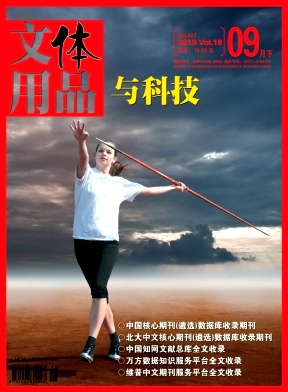 文体
用品
与科技
2019 Vol.18
09
月下
○中国核心期刊(遴选)数据库收录期刊
○北大中文核心期刊(遴选)数据库收录期刊
○中国知网文献总库全文收录
○万方数据知识服务平台全文收录
○维普中文期刊服务平台全文收录